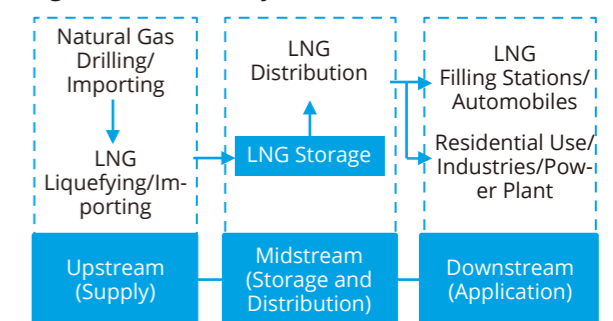 Natural Gas
Drilling/
Importing
LNG
Liquefying/Im-
porting
LNG
Distribution
LNG Storage
LNG
Filling Stations/
Automobiles
Residential Use/
Industries/Pow-
er Plant
Upstream
(Supply)
Midstream
(Storage and
Distribution)
Downstream
(Application)